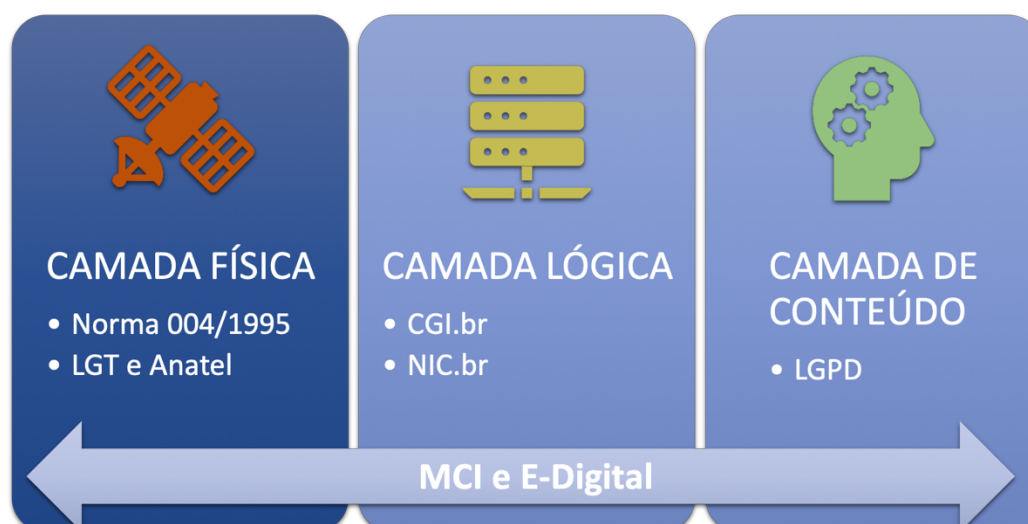 CAMADA FÍSICA
• Norma 004/1995
• LGT e Anatel
CAMADA LÓGICA
• CGI.br
• NIC.br
CAMADA DE
CONTEÚDO
• LGPD
MCI e E-Digital